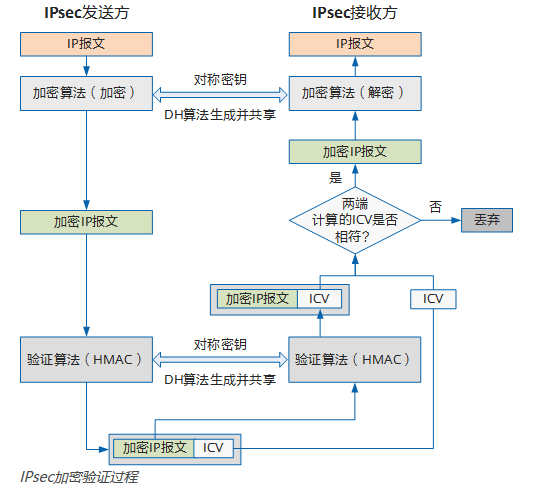 IPsec发送方
IPsec接收方
IP报文
IP报文
加密算法（加密）
对称密钥
DH算法生成并共享
加密算法（解密）
加密IP报文
是
两端
计算的ICV是否
相符？
否
丢弃
加密IP报文
加密IP报文
ICV
ICV
验证算法（HMAC）
对称密钥
DH算法生成并共享
验证算法（HMAC）
加密IP报文
ICV
IPsec加密验证过程